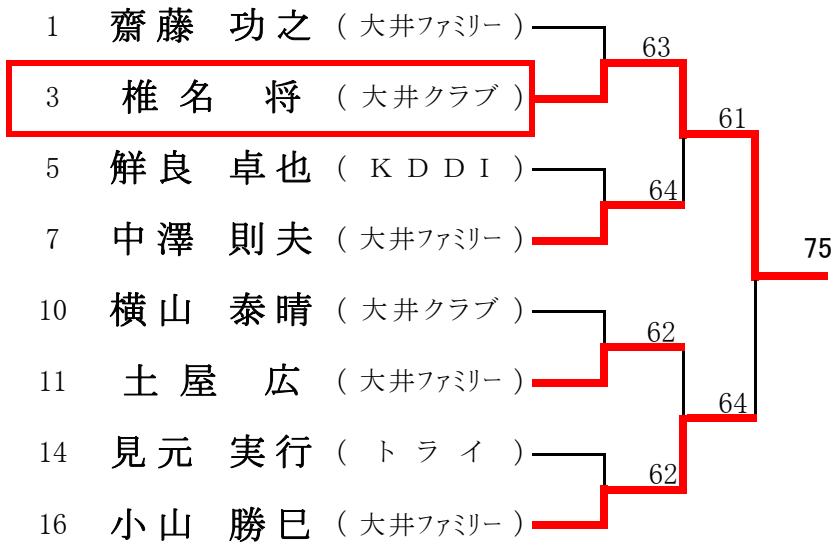 1 齋藤 功之 (大井ファミリー)
63
3 椎名 将 (大井クラブ)
61
5 鮮良 卓也 (KDDI)
64
7 中澤 則夫 (大井ファミリー)
75
10 横山 泰晴 (大井クラブ)
62
11 土屋 広 (大井ファミリー)
64
14 見元 実行 (トライ)
62
16 小山 勝巳 (大井ファミリー)